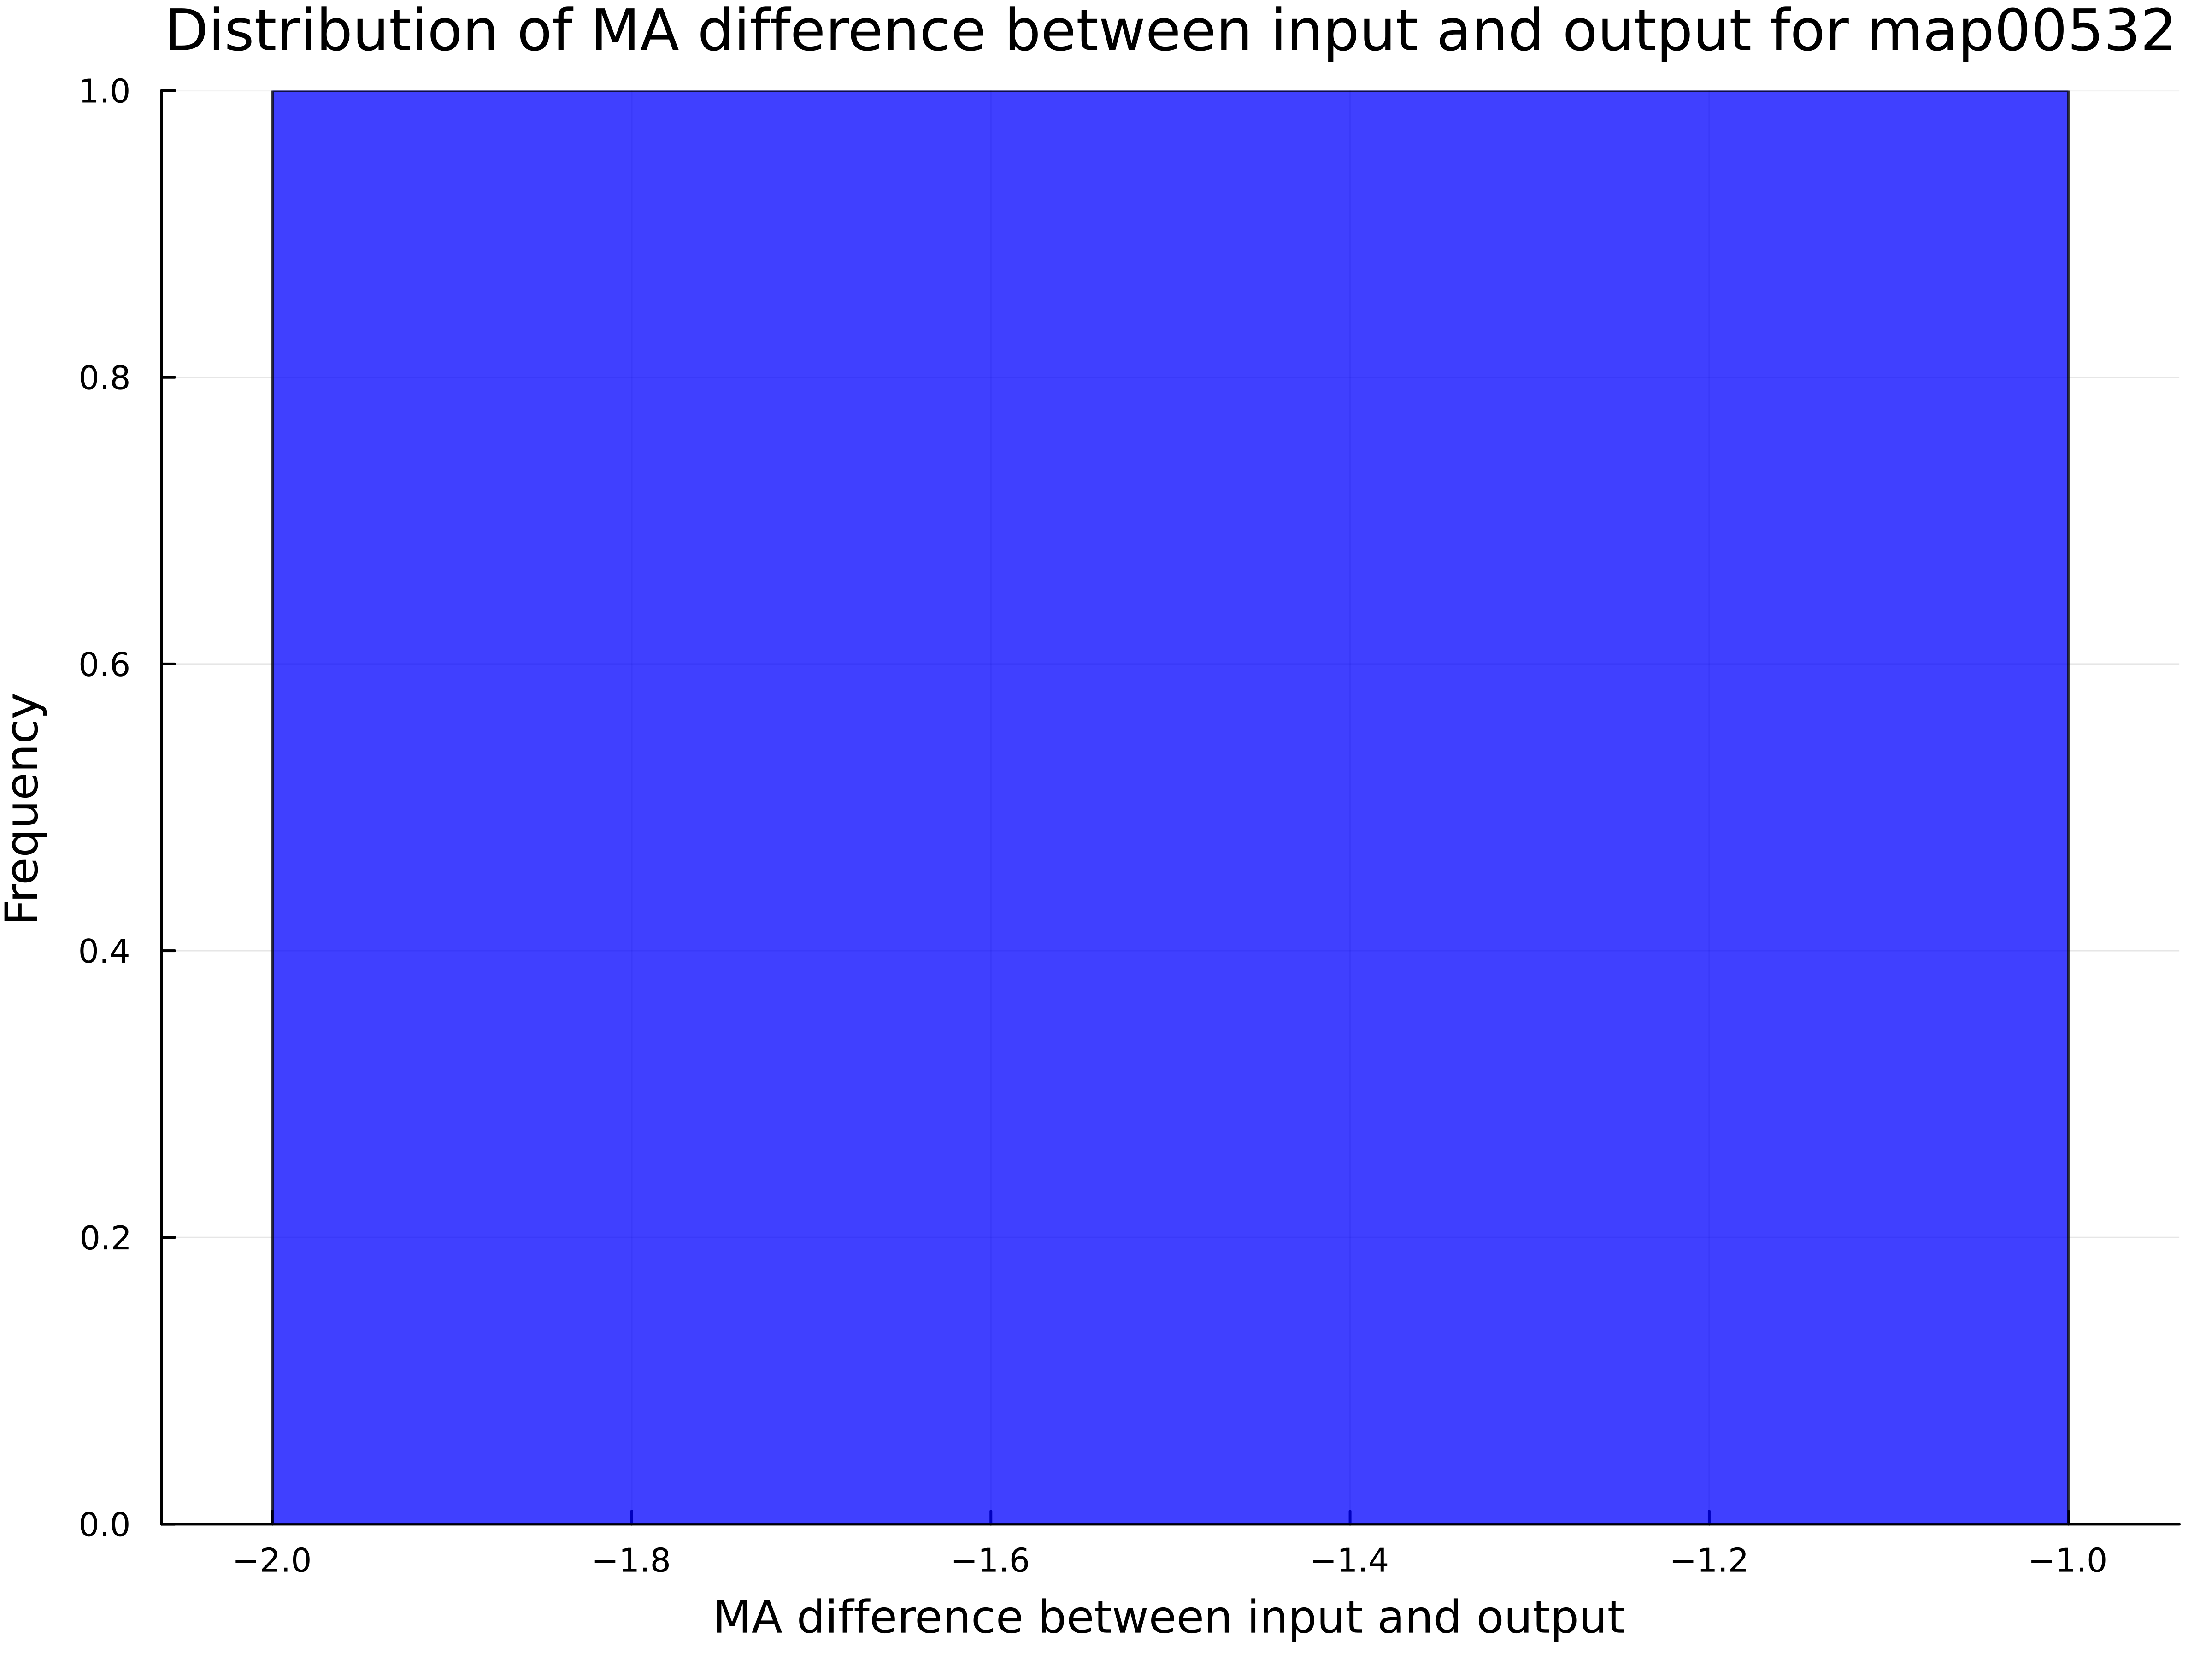 Distribution of MA difference between input and output for map00532
1.0
0.8
0.6
0.4
0.2
0.0
Frequency
−2.0 −1.8 −1.6 −1.4 −1.2 −1.0
MA difference between input and output